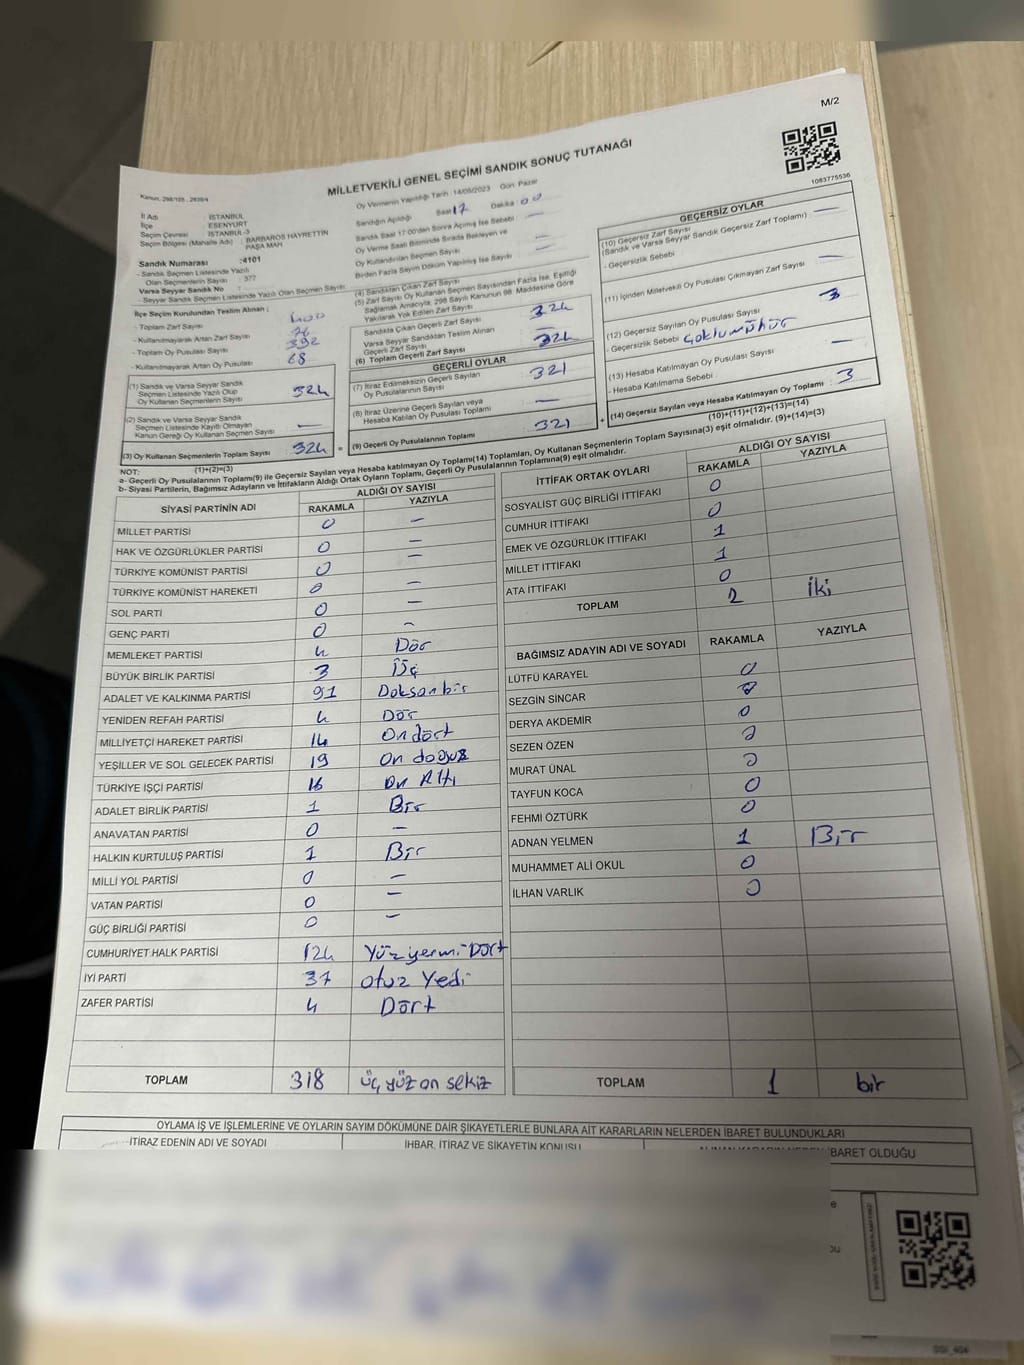 M/2
MİLLETVEKİLİ GENEL SEÇİMİ SANDIK SONUÇ TUTANAĞI
1083775536
Oy Vermenin Yapıldığı Tarih : 14/05/2023 Gün: Pazar
İl Adı : İSTANBUL
İlçe : ESENYURT
Seçim Çevresi : İSTANBUL-3
Seçim Bölgesi (Mahalle Adı) : BARBAROS HAYRETTİN PAŞA MAH
Sandık Numarası : 4101
- Sandık Seçmen Listesinde Yazılı
Olan Seçmenlerin Sayısı : 377
Varsa Seyyar Sandık No :
- Seyyar Sandık Seçmen Listesinde Yazılı Olan Seçmen Sayısı :
Sandığın Açıldığı Saat 17 Dakika : 00
Sandık Saat 17:00'dan Sonra Açılmış İse Sebebi —
Oy Verme Saati Bitiminde Sırada Bekleyen ve
Oy Kullandırılan Seçmen Sayısı —
Birden Fazla Sayım Döküm Yapılmış İse Sayısı —
İlçe Seçim Kurulundan Teslim Alınan :
- Toplam Zarf Sayısı 400
- Kullanılmayarak Artan Zarf Sayısı 76
- Toplam Oy Pusulası Sayısı 392
- Kullanılmayarak Artan Oy Pusulası 68
(1) Sandık ve Varsa Seyyar Sandık
Seçmen Listesinde Yazılı Olup
Oy Kullanan Seçmenlerin Sayısı 324
(2) Sandık ve Varsa Seyyar Sandık
Seçmen Listesinde Kayıtlı Olmayan
Kanun Gereği Oy Kullanan Seçmen Sayısı —
(3) Oy Kullanan Seçmenlerin Toplam Sayısı 324
(1)+(2)=(3)
(4) Sandıktan Çıkan Zarf Sayısı
(5) Zarf Sayısı Oy Kullanan Seçmen Sayısından Fazla İse, Eşitliği
Sağlamak Amacıyla; 298 Sayılı Kanunun 98. Maddesine Göre
Yakılarak Yok Edilen Zarf Sayısı
Sandıkta Çıkan Geçerli Zarf Sayısı 324
Varsa Seyyar Sandıktan Teslim Alınan
Geçerli Zarf Sayısı —
(6) Toplam Geçerli Zarf Sayısı 324
GEÇERLİ OYLAR
(7) İtiraz Edilmeksizin Geçerli Sayılan
Oy Pusulalarının Sayısı 321
(8) İtiraz Üzerine Geçerli Sayılan veya
Hesaba Katılan Oy Pusulası Toplamı —
= (9) Geçerli Oy Pusulalarının Toplamı 321
GEÇERSİZ OYLAR
(10) Geçersiz Zarf Sayısı —
(Sandık ve Varsa Seyyar Sandık Geçersiz Zarf Toplamı)
- Geçersizlik Sebebi
(11) İçinden Milletvekili Oy Pusulası Çıkmayan Zarf Sayısı —
(12) Geçersiz Sayılan Oy Pusulası Sayısı 3
- Geçersizlik Sebebi Çoklu mühür
(13) Hesaba Katılmayan Oy Pusulası Sayısı —
- Hesaba Katılmama Sebebi :
+ (14) Geçersiz Sayılan veya Hesaba Katılmayan Oy Toplamı : 3
(10)+(11)+(12)+(13)=(14)
NOT:
a- Geçerli Oy Pusulalarının Toplamı(9) ile Geçersiz Sayılan veya Hesaba katılmayan Oy Toplamı(14) Toplamları, Oy Kullanan Seçmenlerin Toplam Sayısına(3) eşit olmalıdır. (9)+(14)=(3)
b- Siyasi Partilerin, Bağımsız Adayların ve İttifakların Aldığı Ortak Oyların Toplamı, Geçerli Oy Pusulalarının Toplamına(9) eşit olmalıdır.
SİYASİ PARTİNİN ADI ALDIĞI OY SAYISI
RAKAMLA YAZIYLA
MİLLET PARTİSİ 0 —
HAK VE ÖZGÜRLÜKLER PARTİSİ 0 —
TÜRKİYE KOMÜNİST PARTİSİ 0 —
TÜRKİYE KOMÜNİST HAREKETİ 0 —
SOL PARTİ 0 —
GENÇ PARTİ 0 —
MEMLEKET PARTİSİ 4 Dör
BÜYÜK BİRLİK PARTİSİ 3 Üç
ADALET VE KALKINMA PARTİSİ 91 Doksanbir
YENİDEN REFAH PARTİSİ 4 Dör
MİLLİYETÇİ HAREKET PARTİSİ 14 On dört
YEŞİLLER VE SOL GELECEK PARTİSİ 19 on doguz
TÜRKİYE İŞÇİ PARTİSİ 16 on Altı
ADALET BİRLİK PARTİSİ 1 Bir
ANAVATAN PARTİSİ 0 —
HALKIN KURTULUŞ PARTİSİ 1 Bir
MİLLİ YOL PARTİSİ 0 —
VATAN PARTİSİ 0 —
GÜÇ BİRLİĞİ PARTİSİ 0 —
CUMHURİYET HALK PARTİSİ 124 Yüz yermi Dört
İYİ PARTİ 37 otuz Yedi
ZAFER PARTİSİ 4 Dört
TOPLAM 318 üç yüz on sekiz
İTTİFAK ORTAK OYLARI ALDIĞI OY SAYISI
RAKAMLA YAZIYLA
SOSYALİST GÜÇ BİRLİĞİ İTTİFAKI 0
CUMHUR İTTİFAKI 0
EMEK VE ÖZGÜRLÜK İTTİFAKI 1
MİLLET İTTİFAKI 1
ATA İTTİFAKI 0
TOPLAM 2 İki
BAĞIMSIZ ADAYIN ADI VE SOYADI RAKAMLA YAZIYLA
LÜTFÜ KARAYEL 0
SEZGİN SİNCAR 0
DERYA AKDEMİR 0
SEZEN ÖZEN 0
MURAT ÜNAL 0
TAYFUN KOCA 0
FEHMİ ÖZTÜRK 0
ADNAN YELMEN 1 Bir
MUHAMMET ALİ OKUL 0
İLHAN VARLIK 0
TOPLAM 1 bir
OYLAMA İŞ VE İŞLEMLERİNE VE OYLARIN SAYIM DÖKÜMÜNE DAİR ŞİKAYETLERLE BUNLARA AİT KARARLARIN NELERDEN İBARET BULUNDUKLARI
İTİRAZ EDENİN ADI VE SOYADI İHBAR, İTİRAZ VE ŞİKAYETİN KONUSU İBARET OLDUĞU